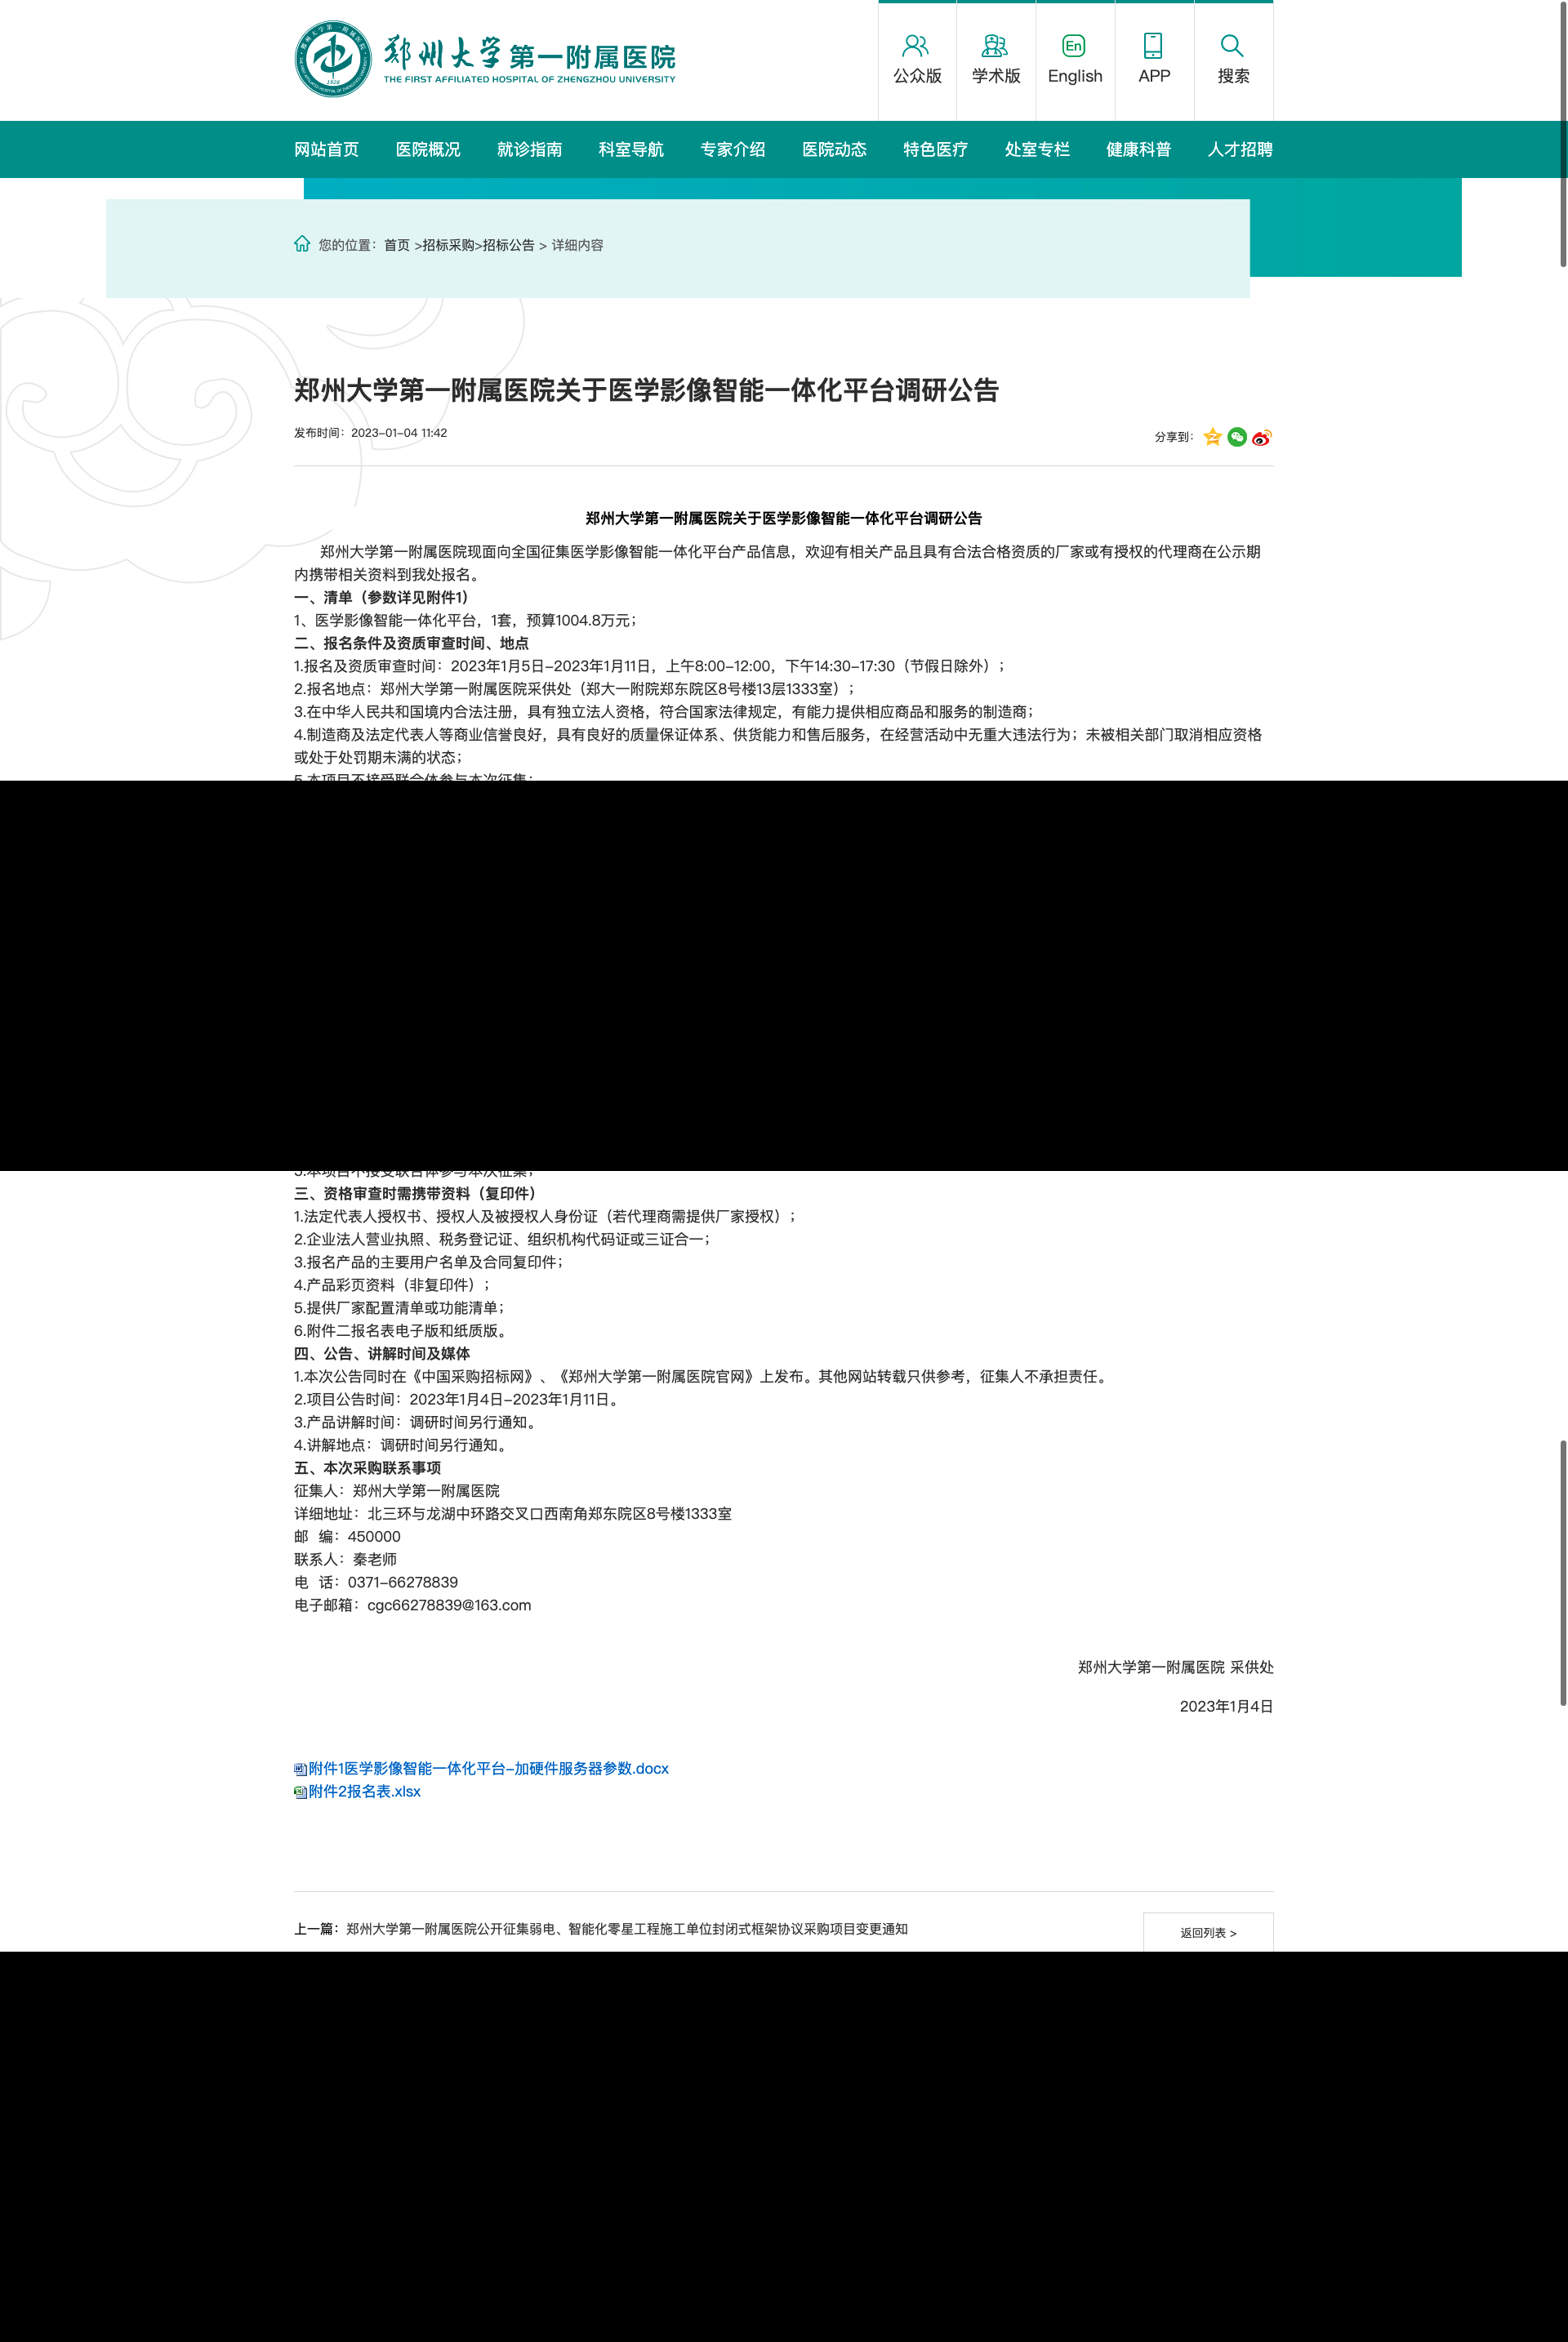 郑州大学第一附属医院
THE FIRST AFFILIATED HOSPITAL OF ZHENGZHOU UNIVERSITY
公众版
学术版
En
English
APP
搜索
网站首页 医院概况 就诊指南 科室导航 专家介绍 医院动态 特色医疗 处室专栏 健康科普 人才招聘
您的位置：首页 >招标采购>招标公告 > 详细内容
郑州大学第一附属医院关于医学影像智能一体化平台调研公告
发布时间：2023-01-04 11:42
分享到：
郑州大学第一附属医院关于医学影像智能一体化平台调研公告
郑州大学第一附属医院现面向全国征集医学影像智能一体化平台产品信息，欢迎有相关产品且具有合法合格资质的厂家或有授权的代理商在公示期
内携带相关资料到我处报名。
一、清单（参数详见附件1）
1、医学影像智能一体化平台，1套，预算1004.8万元；
二、报名条件及资质审查时间、地点
1.报名及资质审查时间：2023年1月5日-2023年1月11日，上午8:00-12:00，下午14:30-17:30（节假日除外）；
2.报名地点：郑州大学第一附属医院采供处（郑大一附院郑东院区8号楼13层1333室）；
3.在中华人民共和国境内合法注册，具有独立法人资格，符合国家法律规定，有能力提供相应商品和服务的制造商；
4.制造商及法定代表人等商业信誉良好，具有良好的质量保证体系、供货能力和售后服务，在经营活动中无重大违法行为；未被相关部门取消相应资格
或处于处罚期未满的状态；
5.本项目不接受联合体参与本次征集；
5.本项目不接受联合体参与本次征集；
三、资格审查时需携带资料（复印件）
1.法定代表人授权书、授权人及被授权人身份证（若代理商需提供厂家授权）；
2.企业法人营业执照、税务登记证、组织机构代码证或三证合一；
3.报名产品的主要用户名单及合同复印件；
4.产品彩页资料（非复印件）；
5.提供厂家配置清单或功能清单；
6.附件二报名表电子版和纸质版。
四、公告、讲解时间及媒体
1.本次公告同时在《中国采购招标网》、《郑州大学第一附属医院官网》上发布。其他网站转载只供参考，征集人不承担责任。
2.项目公告时间：2023年1月4日-2023年1月11日。
3.产品讲解时间：调研时间另行通知。
4.讲解地点：调研时间另行通知。
五、本次采购联系事项
征集人：郑州大学第一附属医院
详细地址：北三环与龙湖中环路交叉口西南角郑东院区8号楼1333室
邮 编：450000
联系人：秦老师
电 话：0371-66278839
电子邮箱：cgc66278839@163.com
郑州大学第一附属医院 采供处
2023年1月4日
附件1医学影像智能一体化平台-加硬件服务器参数.docx
附件2报名表.xlsx
上一篇：郑州大学第一附属医院公开征集弱电、智能化零星工程施工单位封闭式框架协议采购项目变更通知
返回列表 >